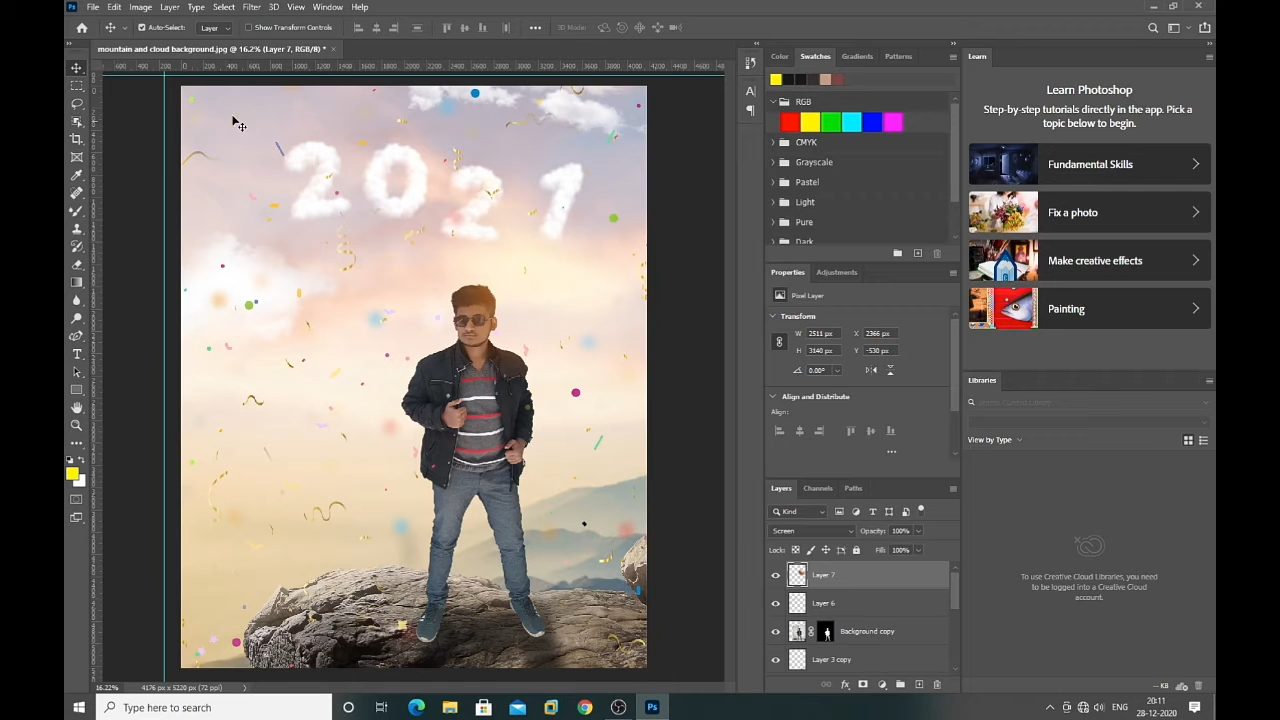 Ps File Edit Image Layer Type Select Filter 3D View Window Help
Auto-Select: Layer Show Transform Controls 3D Mode:
mountain and cloud background.jpg @ 16.2% (Layer 7, RGB/8) *
2021
Color Swatches Gradients Patterns
RGB
CMYK
Grayscale
Pastel
Light
Pure
Dark
Properties Adjustments
Pixel Layer
Transform
W 2511 px X 2366 px
H 3140 px Y -530 px
0.00°
Align and Distribute
Align:
Layers Channels Paths
Kind
Screen Opacity: 100%
Lock: Fill: 100%
Layer 7
Layer 6
Background copy
Layer 3 copy
Learn
Learn Photoshop
Step-by-step tutorials directly in the app. Pick a
topic below to begin.
Fundamental Skills
Fix a photo
Make creative effects
Painting
Libraries
Search Current Library
View by Type
To use Creative Cloud Libraries, you
need to be logged into a Creative Cloud
account.
-- KB
16.22% 4176 px x 5220 px (72 ppi)
Type here to search
ENG
20:11
28-12-2020